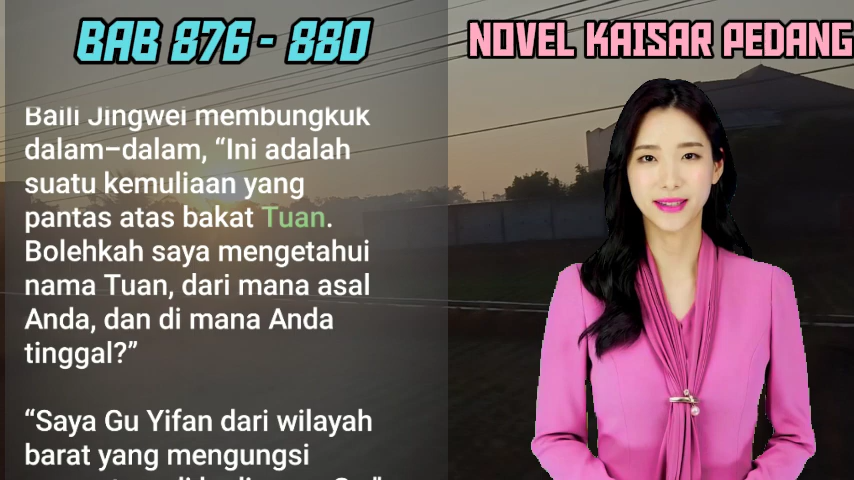 BAB 876 - 880
NOVEL KAISAR PEDANG
Baili Jingwei membungkuk
dalam–dalam, “Ini adalah
suatu kemuliaan yang
pantas atas bakat Tuan.
Bolehkah saya mengetahui
nama Tuan, dari mana asal
Anda, dan di mana Anda
tinggal?”
“Saya Gu Yifan dari wilayah
barat yang mengungsi